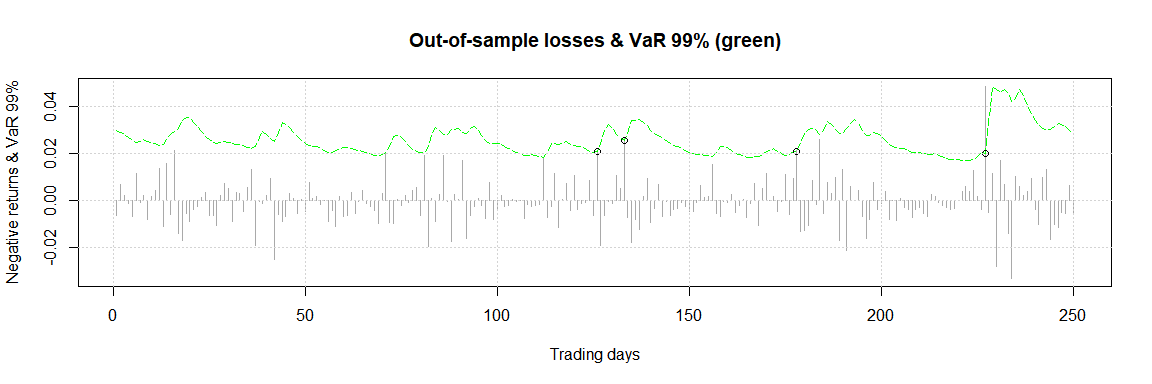 Out-of-sample losses & VaR 99% (green)
Negative returns & VaR 99%
0.04
0.02
0.00
-0.02
0 50 100 150 200 250
Trading days